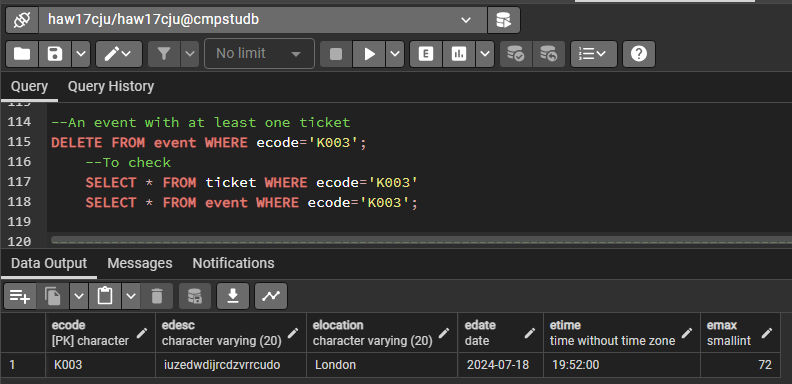 haw17cju/haw17cju@cmpstudb
No limit
E
Query Query History
114 --An event with at least one ticket
115 DELETE FROM event WHERE ecode='K003';
116 --To check
117 SELECT * FROM ticket WHERE ecode='K003'
118 SELECT * FROM event WHERE ecode='K003';
119
120
Data Output Messages Notifications
ecode edesc elocation edate etime emax
[PK] character character varying (20) character varying (20) date time without time zone smallint
1 K003 iuzedwdijrcdzvrrcudo London 2024-07-18 19:52:00 72